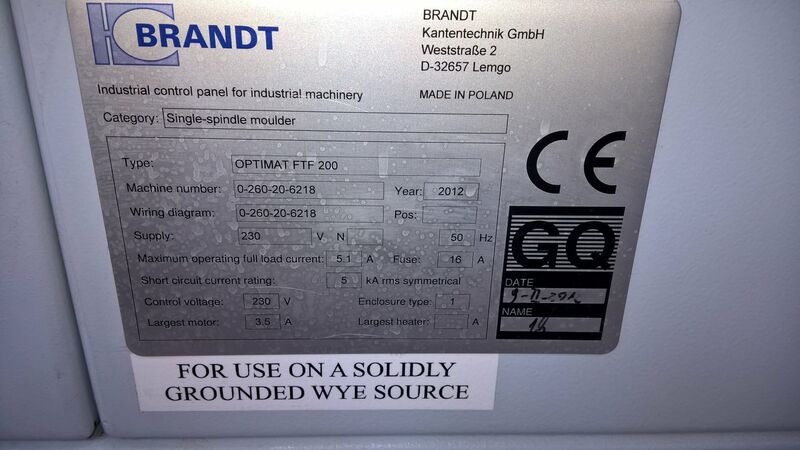 BRANDT
BRANDT
Kantentechnik GmbH
Weststraße 2
D-32657 Lemgo
Industrial control panel for industrial machinery
MADE IN POLAND
Category: Single-spindle moulder
Type: OPTIMAT FTF 200
Machine number: 0-260-20-6218 Year: 2012
Wiring diagram: 0-260-20-6218 Pos:
Supply: 230 V N 50 Hz
Maximum operating full load current: 5.1 A Fuse: 16 A
Short circuit current rating: 5 kA rms symmetrical
Control voltage: 230 V Enclosure type: 1
Largest motor: 3.5 A Largest heater: A
CE
GQ
DATE
NAME
FOR USE ON A SOLIDLY
GROUNDED WYE SOURCE